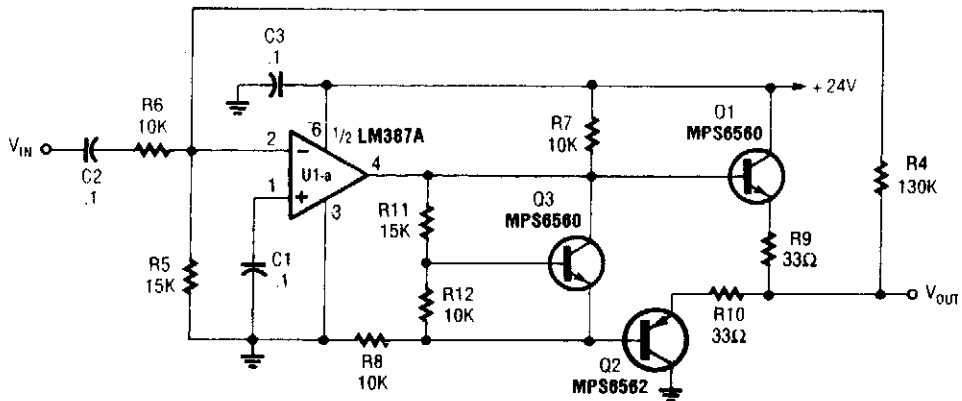 C3
.1
+ 24V
R6
10K
6
1/2 LM387A
R7
10K
Q1
MPS6560
V_IN
C2
.1
2
−
U1-a
4
1
+
3
R4
130K
R11
15K
Q3
MPS6560
R5
15K
C1
.1
R9
33Ω
R12
10K
R10
33Ω
V_OUT
R8
10K
Q2
MPS6562